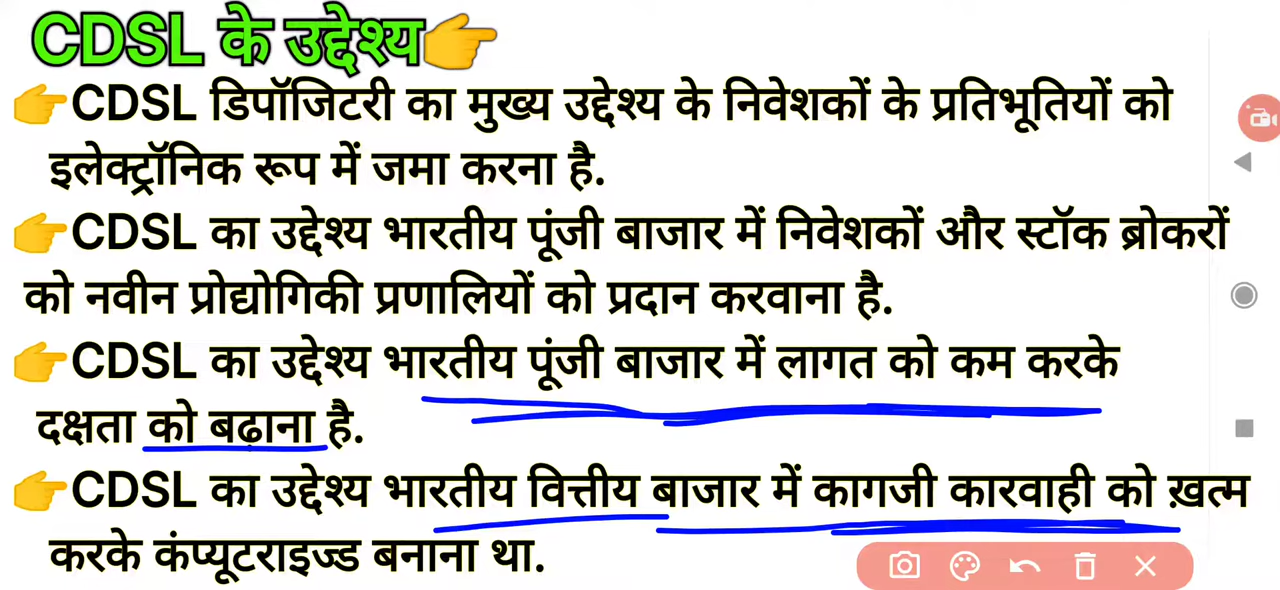 CDSL के उद्देश्य👉
👉CDSL डिपॉजिटरी का मुख्य उद्देश्य के निवेशकों के प्रतिभूतियों को
इलेक्ट्रॉनिक रूप में जमा करना है.
👉CDSL का उद्देश्य भारतीय पूंजी बाजार में निवेशकों और स्टॉक ब्रोकरों
को नवीन प्रोद्योगिकी प्रणालियों को प्रदान करवाना है.
👉CDSL का उद्देश्य भारतीय पूंजी बाजार में लागत को कम करके
दक्षता को बढ़ाना है.
👉CDSL का उद्देश्य भारतीय वित्तीय बाजार में कागजी कारवाही को ख़त्म
करके कंप्यूटराइज्ड बनाना था.